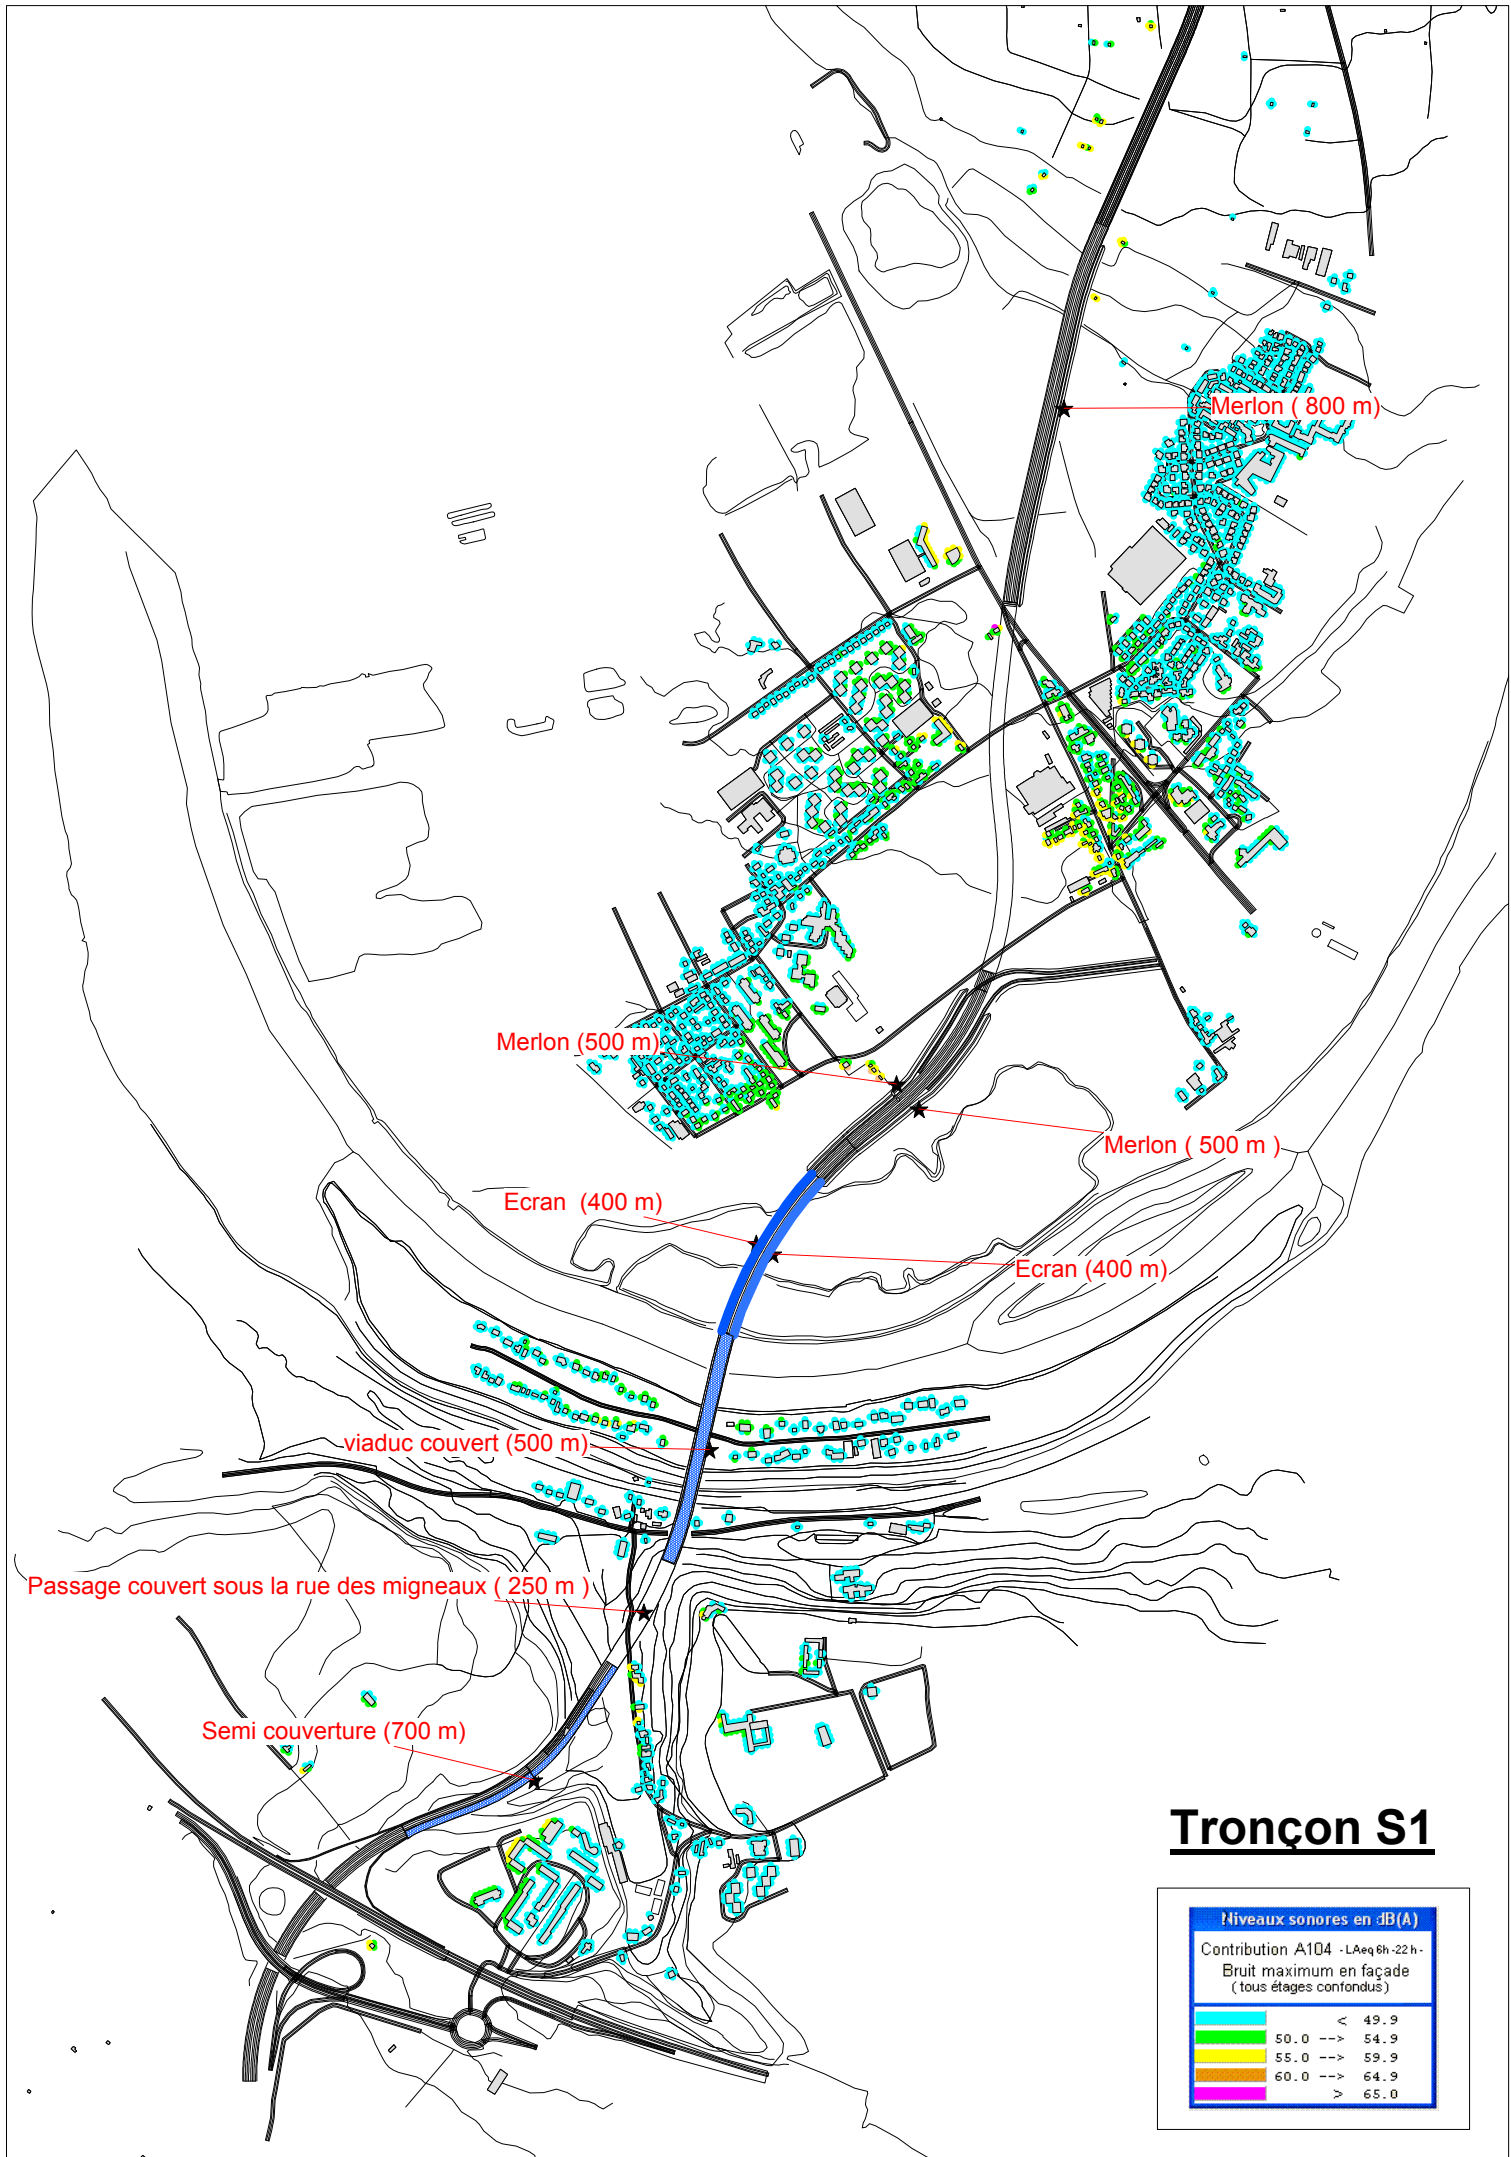 Merlon ( 800 m)
Merlon (500 m)
Merlon ( 500 m )
Ecran  (400 m)
Ecran (400 m)
viaduc couvert (500 m)
Passage couvert sous la rue des migneaux ( 250 m )
Semi couverture (700 m)
Tronçon S1
Niveaux sonores en dB(A)
Contribution A104 - LAeq 6h -22 h -
Bruit maximum en façade
( tous étages confondus )
< 49.9
50.0 --> 54.9
55.0 --> 59.9
60.0 --> 64.9
> 65.0